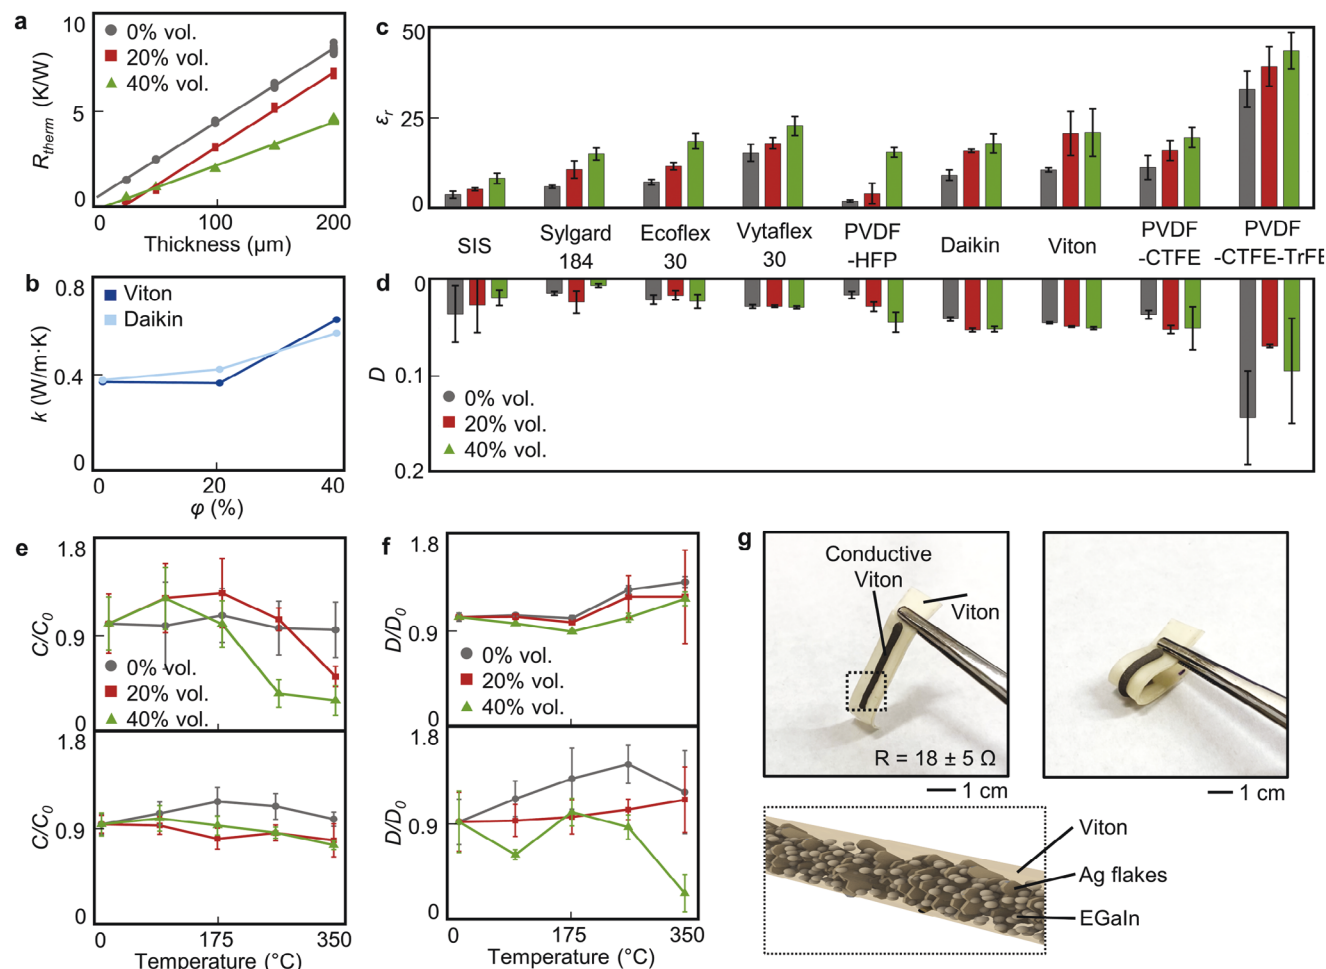 a
10
5
0
R_therm (K/W)
0% vol.
20% vol.
40% vol.
0
100
200
Thickness (µm)
b
0.8
0.4
0
k (W/m·K)
Viton
Daikin
0
20
40
φ (%)
c
50
25
0
ε_r
SIS
Sylgard
184
Ecoflex
30
Vytaflex
30
PVDF
-HFP
Daikin
Viton
PVDF
-CTFE
PVDF
-CTFE-TrFE
d
0
0.1
0.2
D
0% vol.
20% vol.
40% vol.
e
1.8
0.9
0
C/C₀
0% vol.
20% vol.
40% vol.
1.8
0.9
0
C/C₀
0
175
350
Temperature (°C)
f
1.8
0.9
0
D/D₀
0% vol.
20% vol.
40% vol.
1.8
0.9
0
D/D₀
0
175
350
Temperature (°C)
g
Conductive
Viton
Viton
R = 18 ± 5 Ω
1 cm
1 cm
Viton
Ag flakes
EGaIn